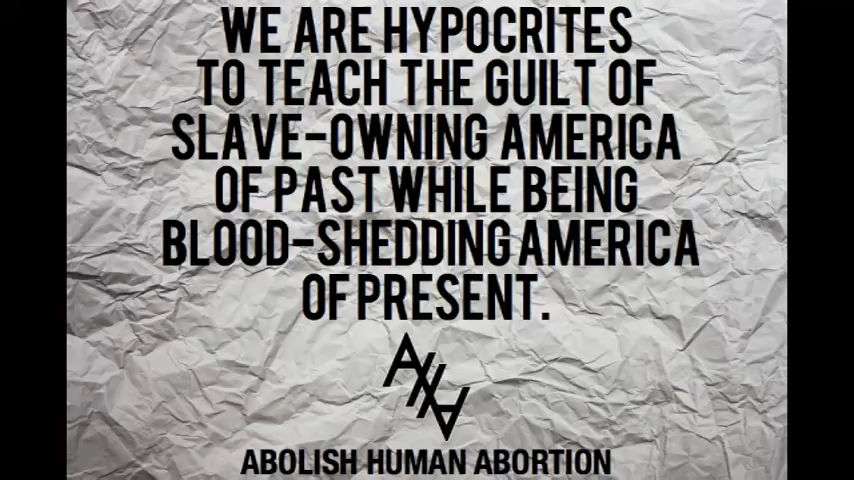 WE ARE HYPOCRITES
TO TEACH THE GUILT OF
SLAVE-OWNING AMERICA
OF PAST WHILE BEING
BLOOD-SHEDDING AMERICA
OF PRESENT.
AHA
ABOLISH HUMAN ABORTION